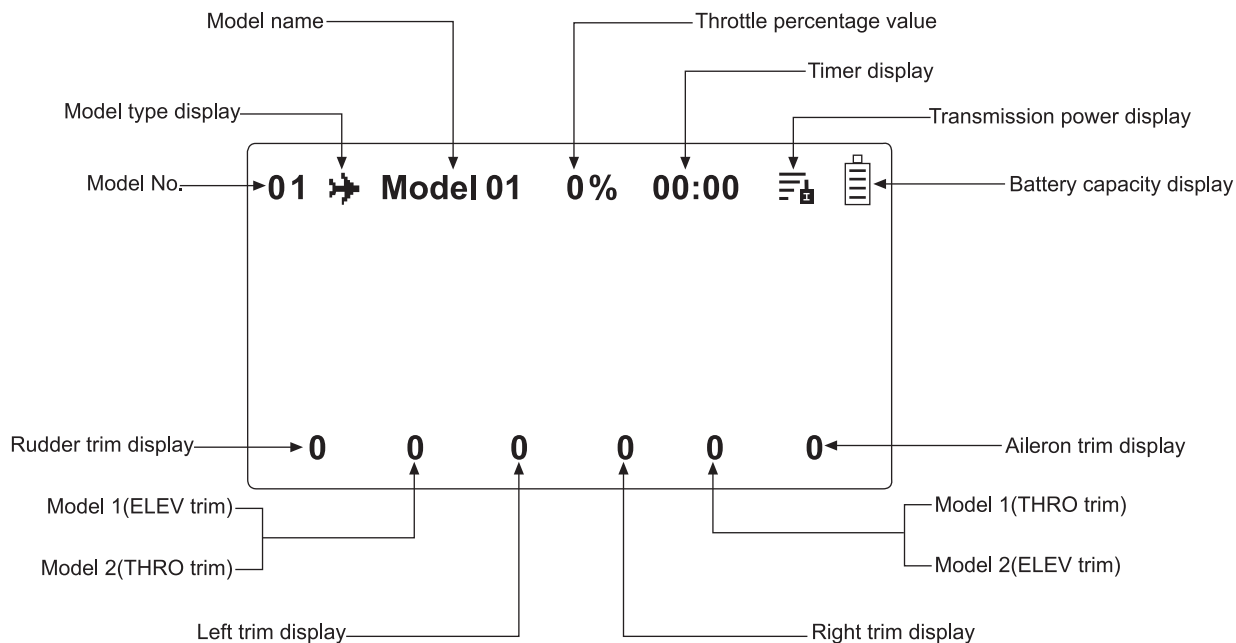 Model name
Throttle percentage value
Timer display
Model type display
Transmission power display
Model No.
01 Model 01 0% 00:00
Battery capacity display
Rudder trim display
0 0 0 0 0 0
Aileron trim display
Model 1(ELEV trim)
Model 1(THRO trim)
Model 2(THRO trim)
Model 2(ELEV trim)
Left trim display
Right trim display